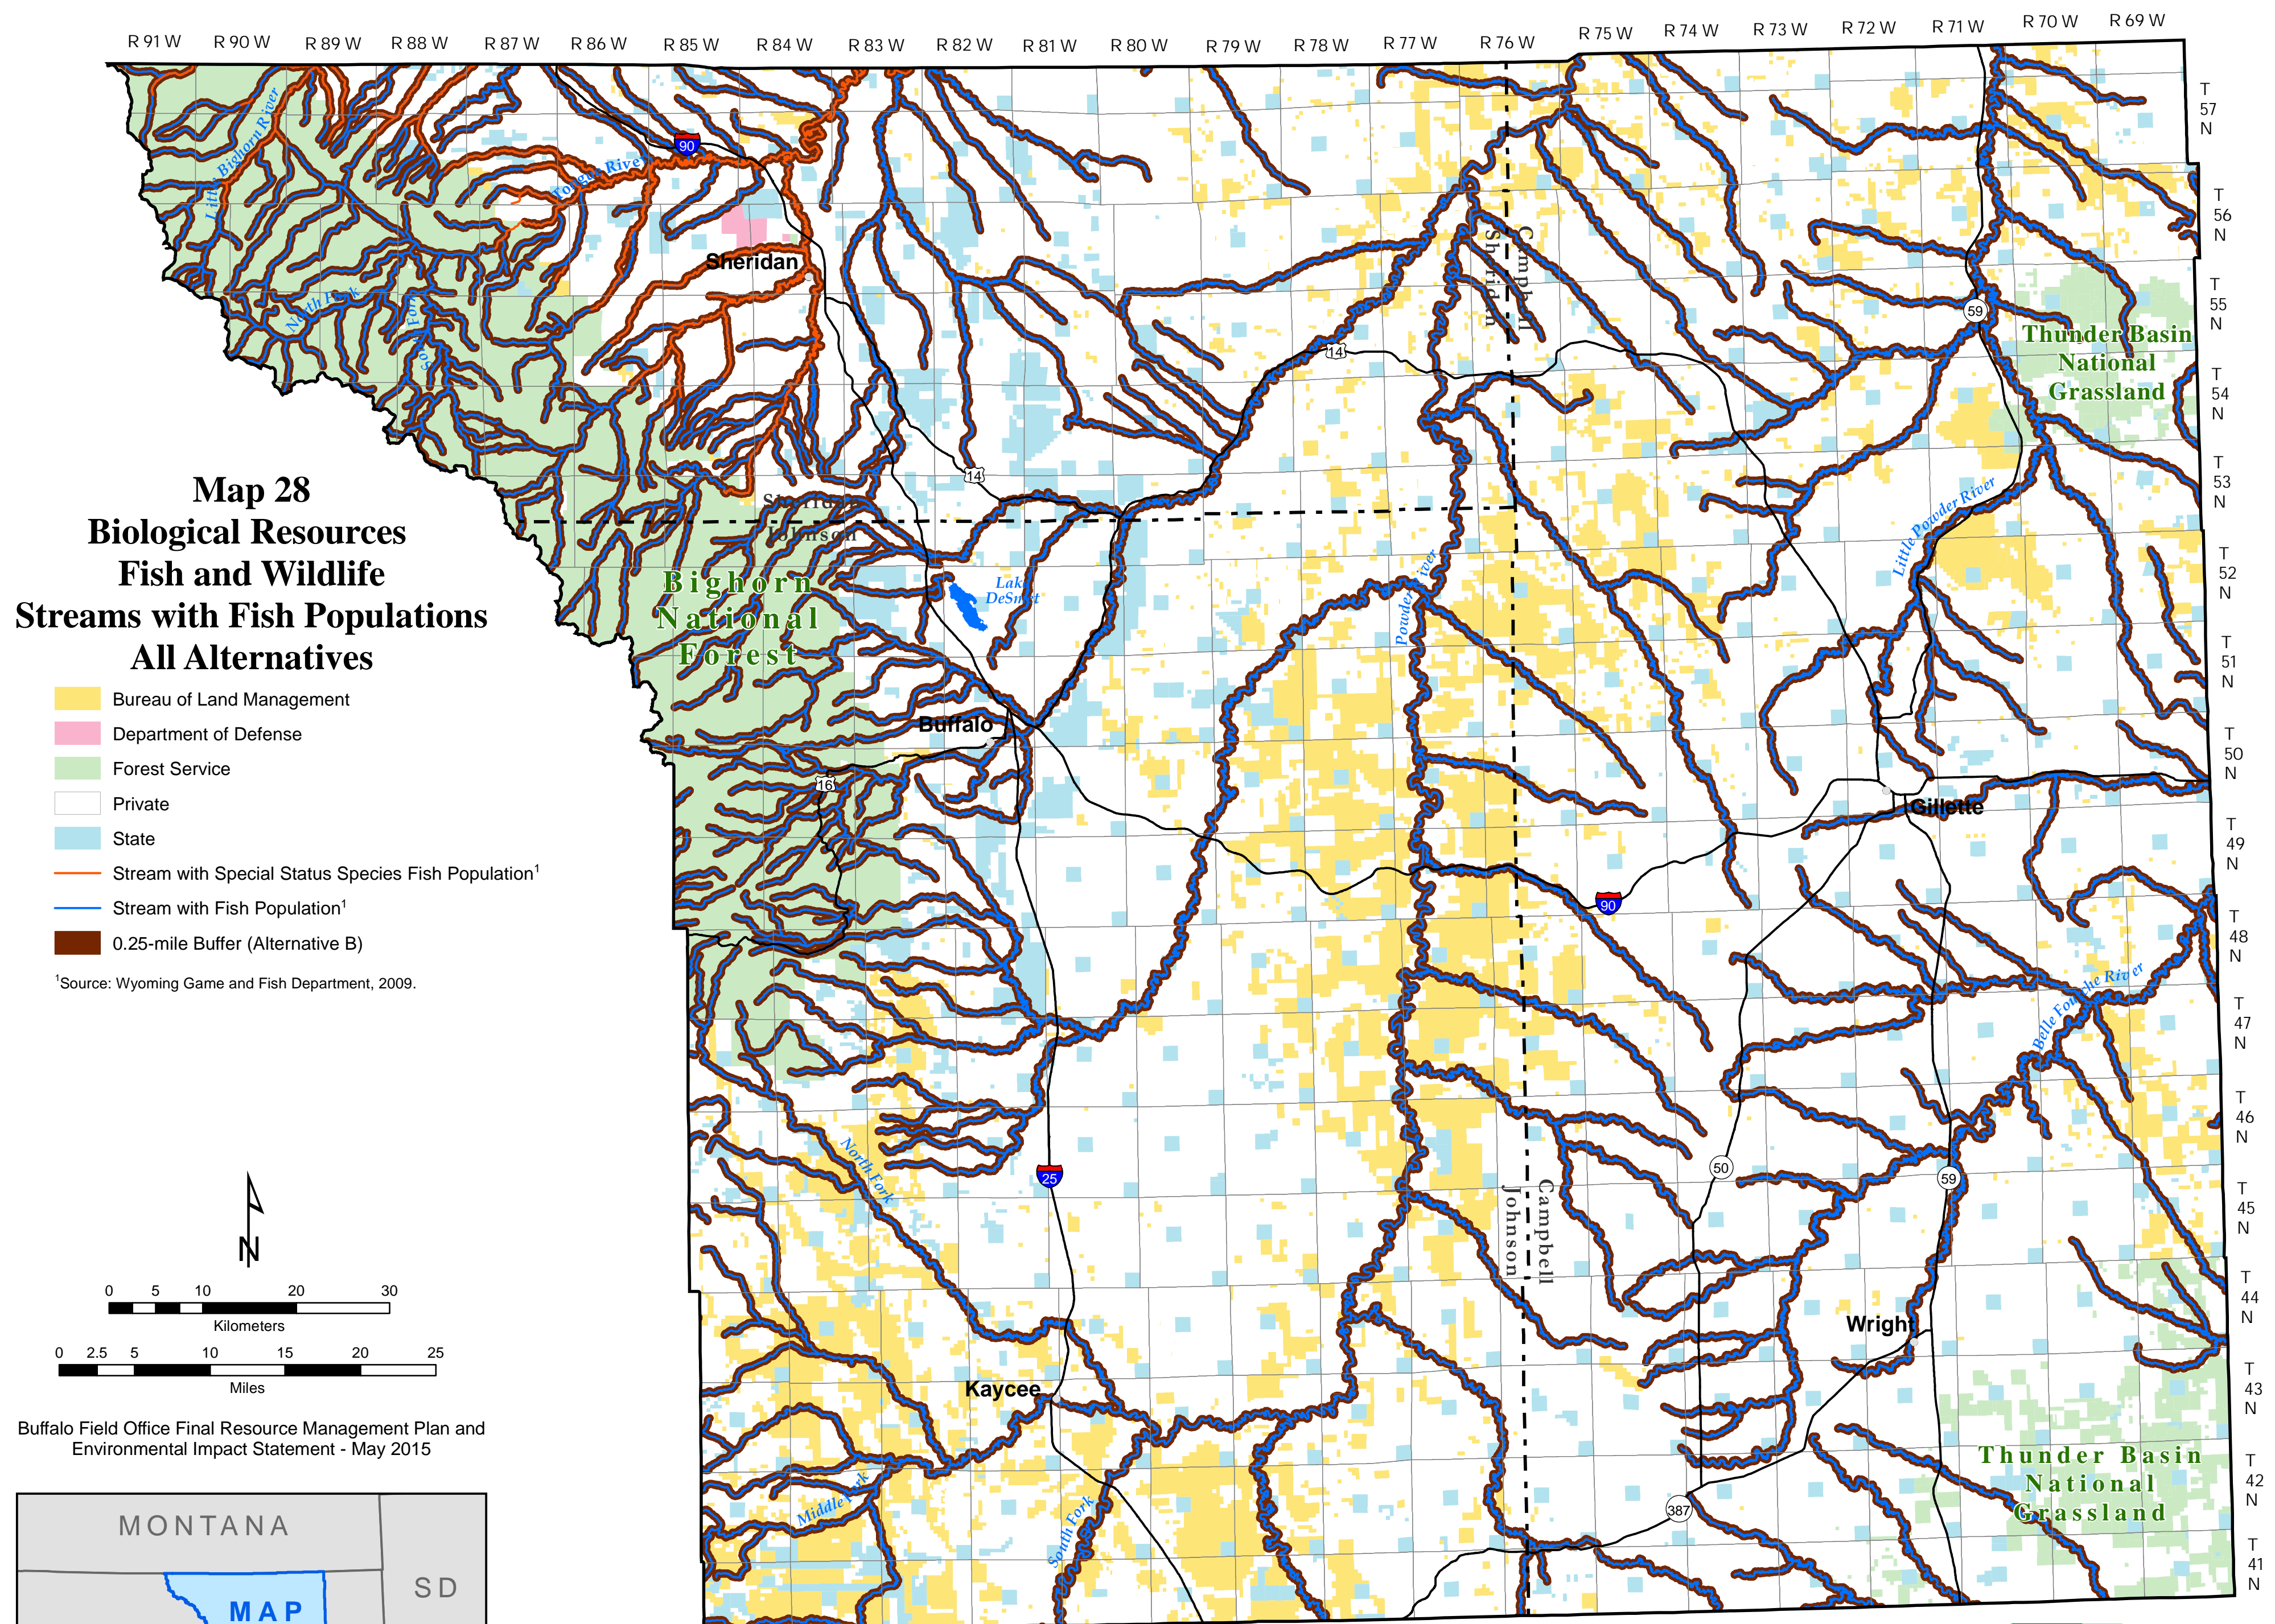 R 91 W R 90 W R 89 W R 88 W R 87 W R 86 W R 85 W R 84 W R 83 W R 82 W R 81 W R 80 W R 79 W R 78 W R 77 W R 76 W R 75 W R 74 W R 73 W R 72 W R 71 W R 70 W R 69 W
T
57
N
T
56
N
T
55
N
T
54
N
T
53
N
T
52
N
T
51
N
T
50
N
T
49
N
T
48
N
T
47
N
T
46
N
T
45
N
T
44
N
T
43
N
T
42
N
T
41
N
Little Bighorn River
Tongue River
90
Sheridan
North Fork
South Fork
Campbell
Sheridan
59
Thunder Basin
National
Grassland
14
14
Sheridan
Johnson
Little Powder River
Bighorn
National
Forest
Lake
DeSmet
Powder River
Buffalo
16
Gillette
90
Belle Fourche River
North Fork
25
50
59
Campbell
Johnson
Wright
Kaycee
Middle Fork
South Fork
387
Thunder Basin
National
Grassland
Map 28
Biological Resources
Fish and Wildlife
Streams with Fish Populations
All Alternatives
Bureau of Land Management
Department of Defense
Forest Service
Private
State
Stream with Special Status Species Fish Population1
Stream with Fish Population1
0.25-mile Buffer (Alternative B)
1Source: Wyoming Game and Fish Department, 2009.
N
0 5 10 20 30
Kilometers
0 2.5 5 10 15 20 25
Miles
Buffalo Field Office Final Resource Management Plan and
Environmental Impact Statement - May 2015
MONTANA
SD
MAP